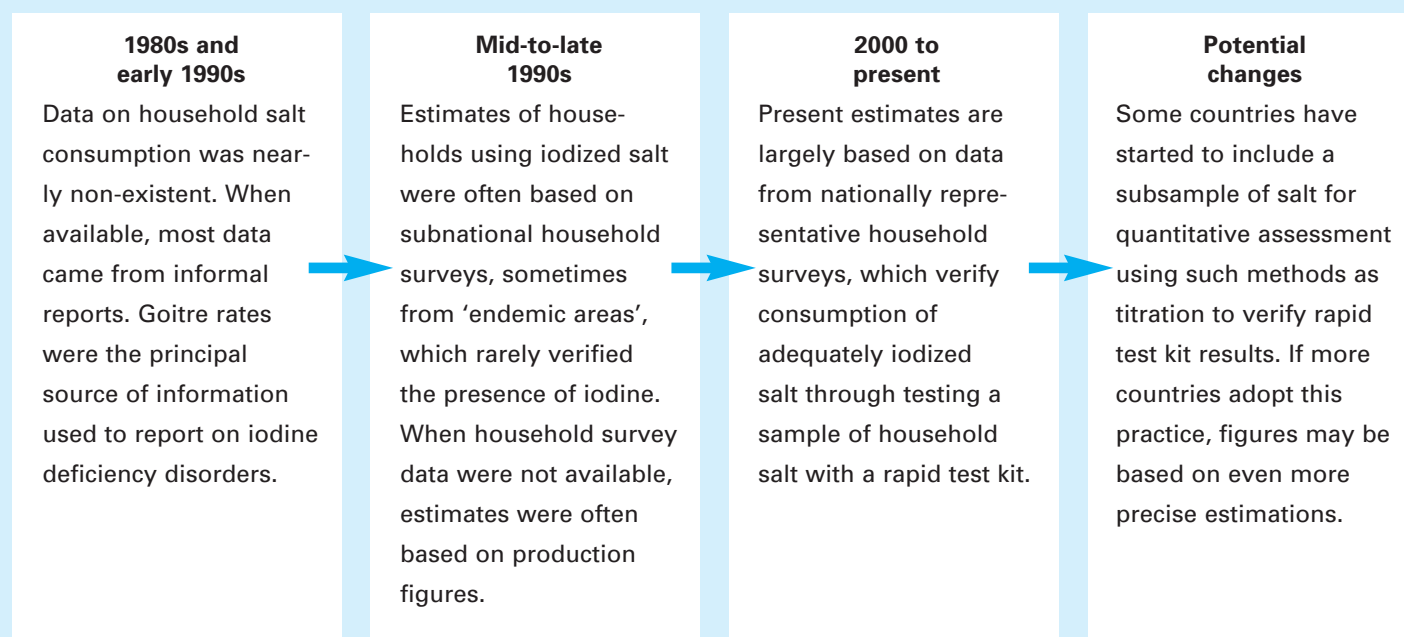 1980s and
early 1990s
Data on household salt
consumption was near-
ly non-existent. When
available, most data
came from informal
reports. Goitre rates
were the principal
source of information
used to report on iodine
deficiency disorders.
Mid-to-late
1990s
Estimates of house-
holds using iodized salt
were often based on
subnational household
surveys, sometimes
from ‘endemic areas’,
which rarely verified
the presence of iodine.
When household survey
data were not available,
estimates were often
based on production
figures.
2000 to
present
Present estimates are
largely based on data
from nationally repre-
sentative household
surveys, which verify
consumption of
adequately iodized
salt through testing a
sample of household
salt with a rapid test kit.
Potential
changes
Some countries have
started to include a
subsample of salt for
quantitative assessment
using such methods as
titration to verify rapid
test kit results. If more
countries adopt this
practice, figures may be
based on even more
precise estimations.